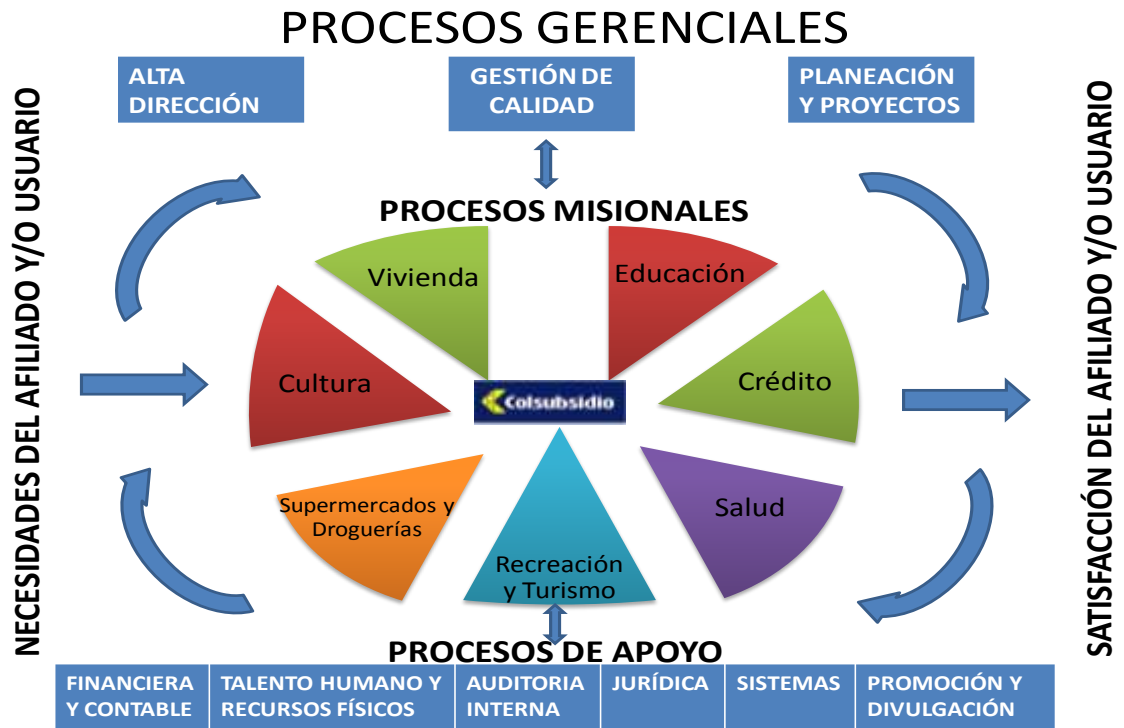 PROCESOS GERENCIALES
ALTA
DIRECCIÓN
GESTIÓN DE
CALIDAD
PLANEACIÓN
Y PROYECTOS
NECESIDADES DEL AFILIADO Y/O USUARIO
PROCESOS MISIONALES
Vivienda
Educación
Cultura
Colsubsidio
Crédito
Supermercados y
Droguerías
Recreación
y Turismo
Salud
SATISFACCIÓN DEL AFILIADO Y/O USUARIO
PROCESOS DE APOYO
FINANCIERA
Y CONTABLE
TALENTO HUMANO Y
RECURSOS FÍSICOS
AUDITORIA
INTERNA
JURÍDICA
SISTEMAS
PROMOCIÓN Y
DIVULGACIÓN